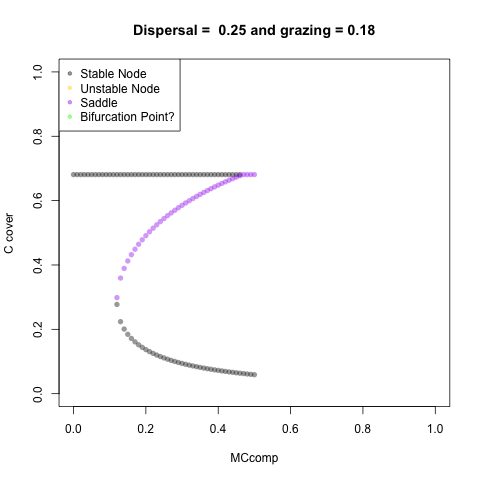 Dispersal =  0.25 and grazing = 0.18
Stable Node
Unstable Node
Saddle
Bifurcation Point?
1.0
0.8
0.6
0.4
0.2
0.0
C cover
0.0 0.2 0.4 0.6 0.8 1.0
MCcomp